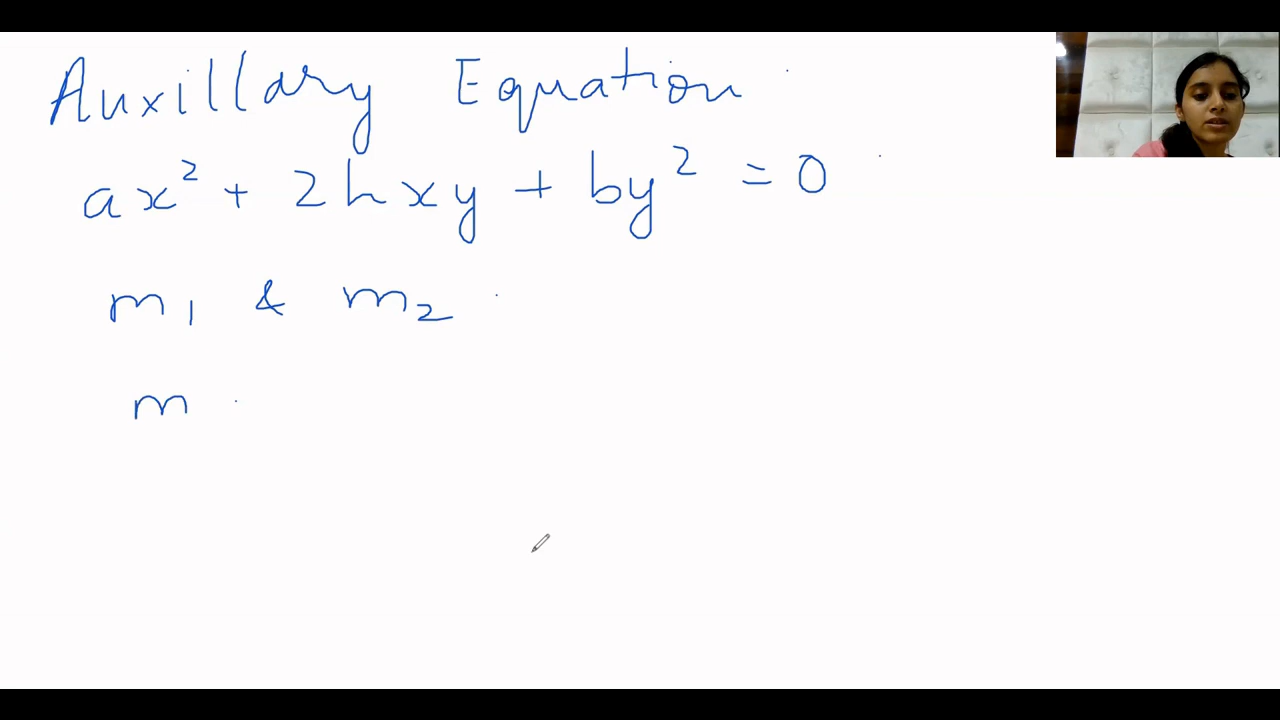 Auxillary Equation
ax² + 2hxy + by² = 0
m₁ & m₂
m